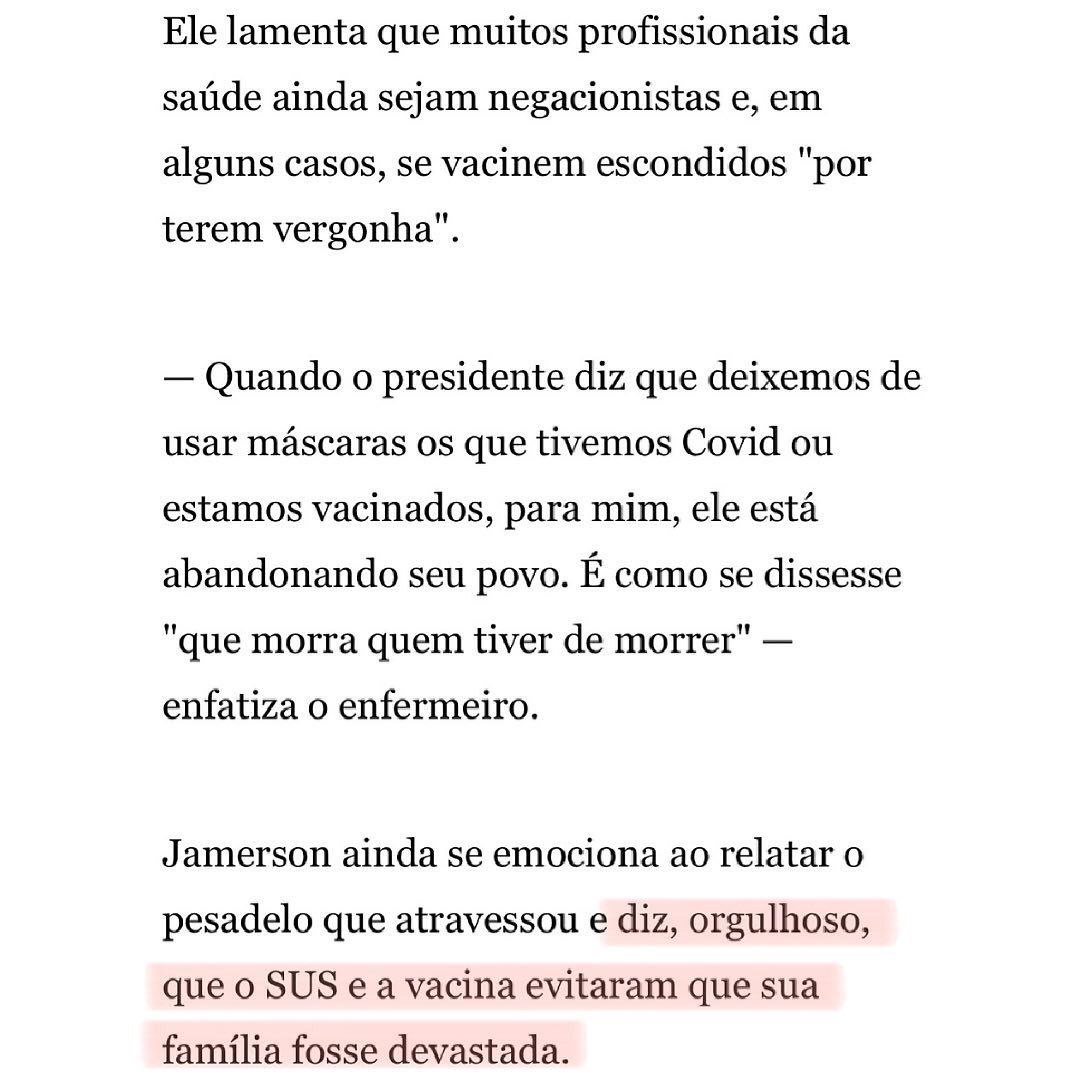 Ele lamenta que muitos profissionais da
saúde ainda sejam negacionistas e, em
alguns casos, se vacinem escondidos "por
terem vergonha".
— Quando o presidente diz que deixemos de
usar máscaras os que tivemos Covid ou
estamos vacinados, para mim, ele está
abandonando seu povo. É como se dissesse
"que morra quem tiver de morrer" —
enfatiza o enfermeiro.
Jamerson ainda se emociona ao relatar o
pesadelo que atravessou e diz, orgulhoso,
que o SUS e a vacina evitaram que sua
família fosse devastada.